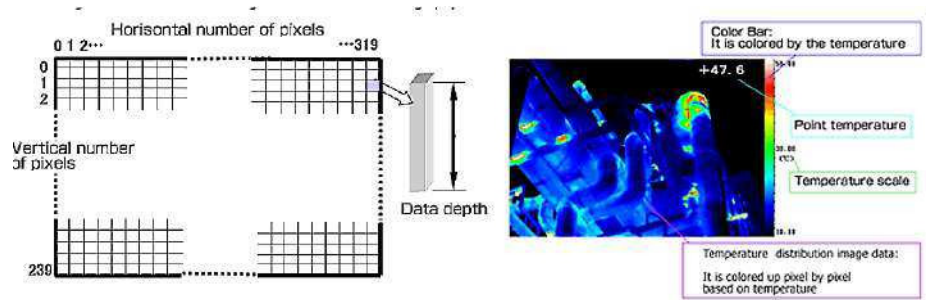 Horisontal number of pixels
0 1 2··· ···319
0
1
2
Vertical number
of pixels
239
Data depth
Color Bar:
It is colored by the temperature
+47.6
Point temperature
Temperature scale
Temperature distribution image data:
It is colored up pixel by pixel
based on temperature